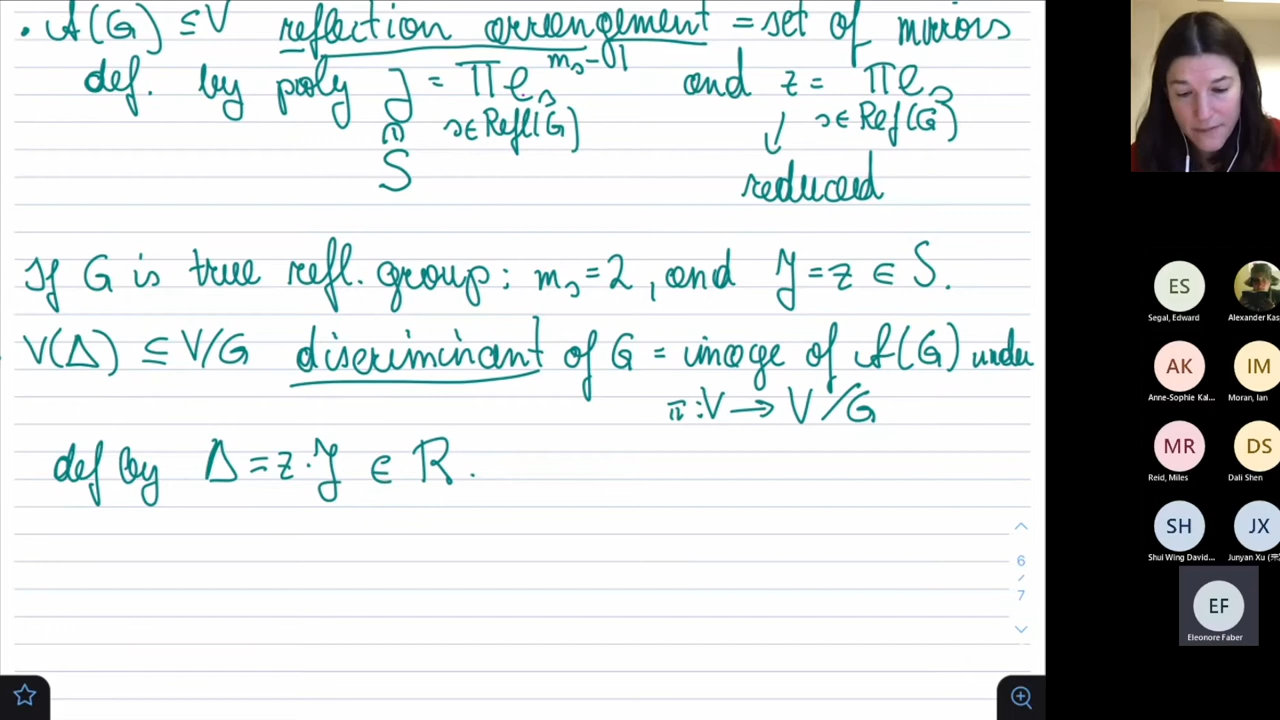 • A(G) ⊆ V reflection arrangement = set of mirrors
def. by poly J = ∏ l_s^{m_s-1} and z = ∏ l_s
s∈Refl(G) s∈Ref(G)
∈ S ↓ reduced
If G is true refl. group: m_s=2, and J = z ∈ S.
V(Δ) ⊆ V/G discriminant of G = image of A(G) under
π: V → V/G
def by Δ = z·J ∈ R.
6
/
7
ES
Segal, Edward
Alexander Kas
AK
IM
Anne-Sophie Kal...
Moran, Ian
MR
DS
Reid, Miles
Dali Shen
SH
JX
Shui Wing David...
Junyan Xu
EF
Eleonore Faber